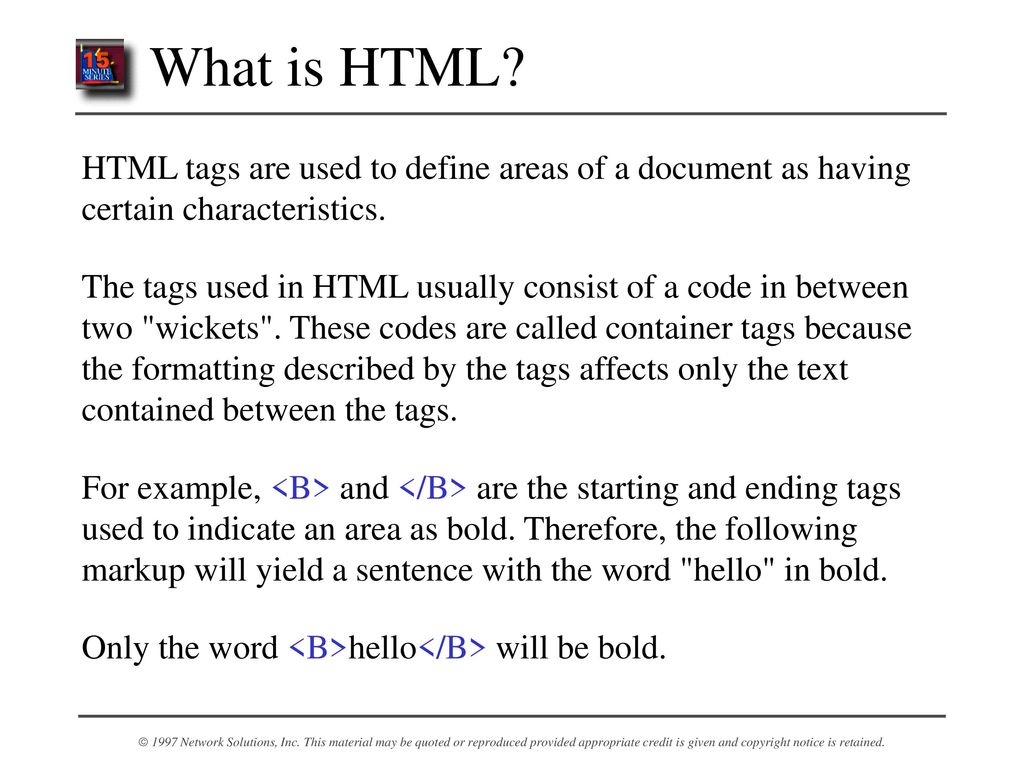 15
MINUTE
SERIES
What is HTML?
HTML tags are used to define areas of a document as having
certain characteristics.
The tags used in HTML usually consist of a code in between
two "wickets". These codes are called container tags because
the formatting described by the tags affects only the text
contained between the tags.
For example, <B> and </B> are the starting and ending tags
used to indicate an area as bold. Therefore, the following
markup will yield a sentence with the word "hello" in bold.
Only the word <B>hello</B> will be bold.
© 1997 Network Solutions, Inc. This material may be quoted or reproduced provided appropriate credit is given and copyright notice is retained.